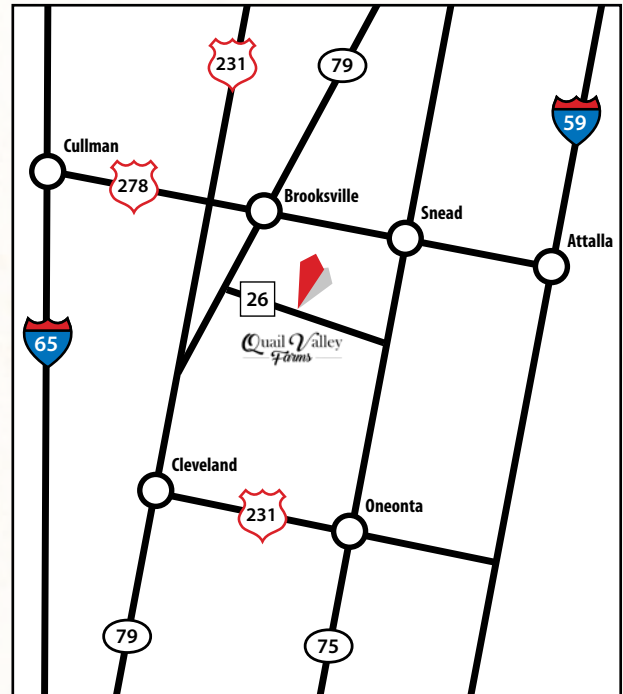 231
79
59
Cullman
278
Brooksville
Snead
Attalla
26
Quail Valley
Farms
65
Cleveland
231
Oneonta
79
75